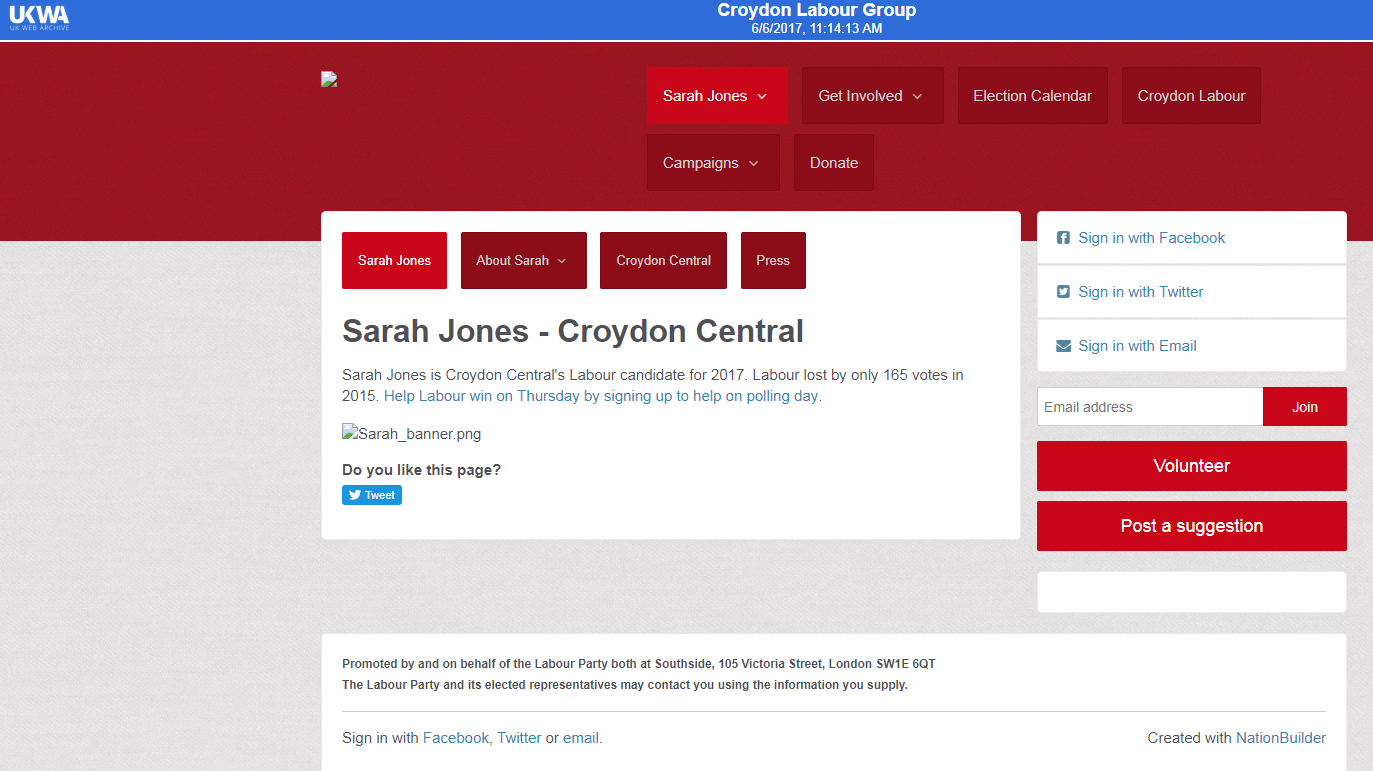 UKWA
UK WEB ARCHIVE
Croydon Labour Group
6/6/2017, 11:14:13 AM
Sarah Jones
Get Involved
Election Calendar
Croydon Labour
Campaigns
Donate
Sarah Jones
About Sarah
Croydon Central
Press
Sarah Jones - Croydon Central
Sarah Jones is Croydon Central's Labour candidate for 2017. Labour lost by only 165 votes in
2015. Help Labour win on Thursday by signing up to help on polling day.
Sarah_banner.png
Do you like this page?
Tweet
Sign in with Facebook
Sign in with Twitter
Sign in with Email
Email address
Join
Volunteer
Post a suggestion
Promoted by and on behalf of the Labour Party both at Southside, 105 Victoria Street, London SW1E 6QT
The Labour Party and its elected representatives may contact you using the information you supply.
Sign in with Facebook, Twitter or email.
Created with NationBuilder